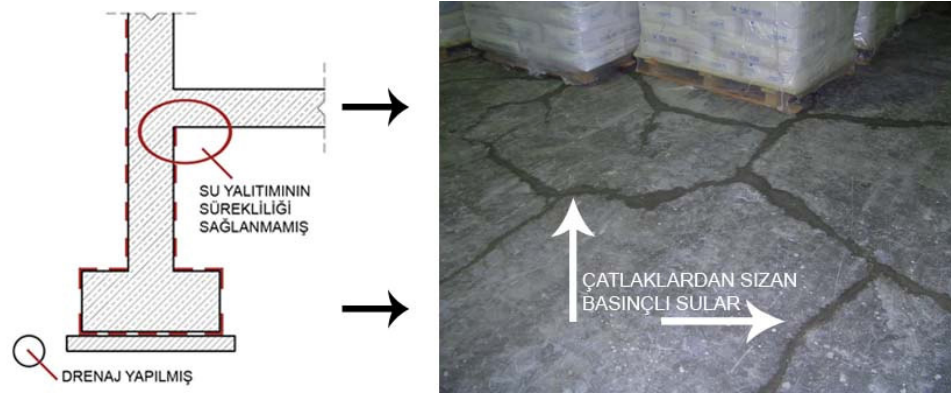 SU YALITIMININ
SÜREKLİLİĞİ
SAĞLANMAMIŞ
DRENAJ YAPILMIŞ
ÇATLAKLARDAN SIZAN
BASINÇLI SULAR